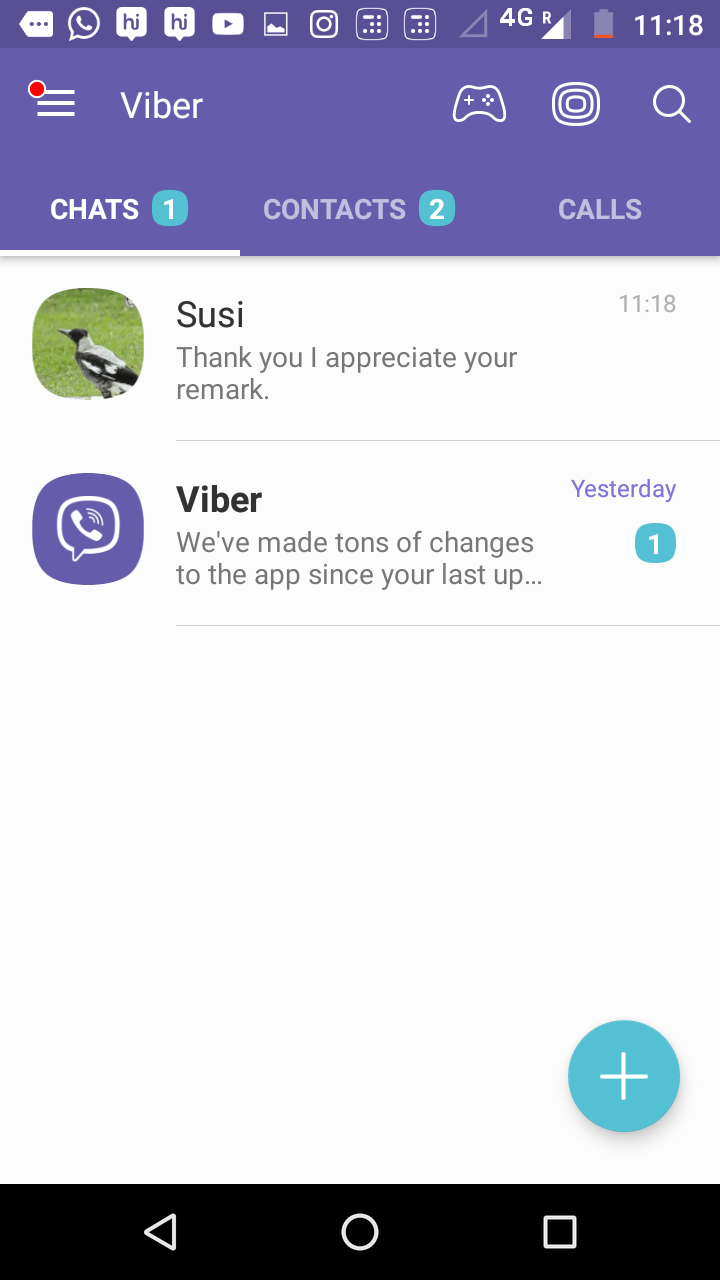 hi hi 4G R 11:18
Viber
CHATS 1 CONTACTS 2 CALLS
Susi 11:18
Thank you I appreciate your
remark.
Viber Yesterday
We've made tons of changes 1
to the app since your last up...